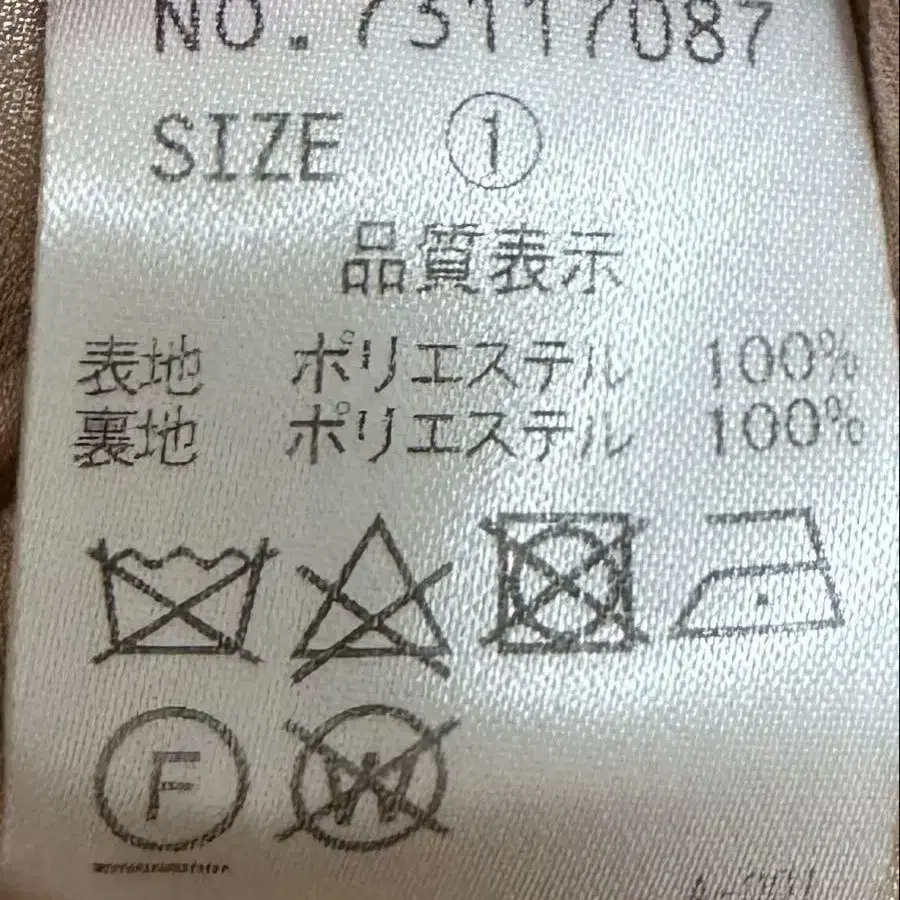 NO.73117087
SIZE ①
品質表示
表地 ポリエステル 100%
裏地 ポリエステル 100%
F W